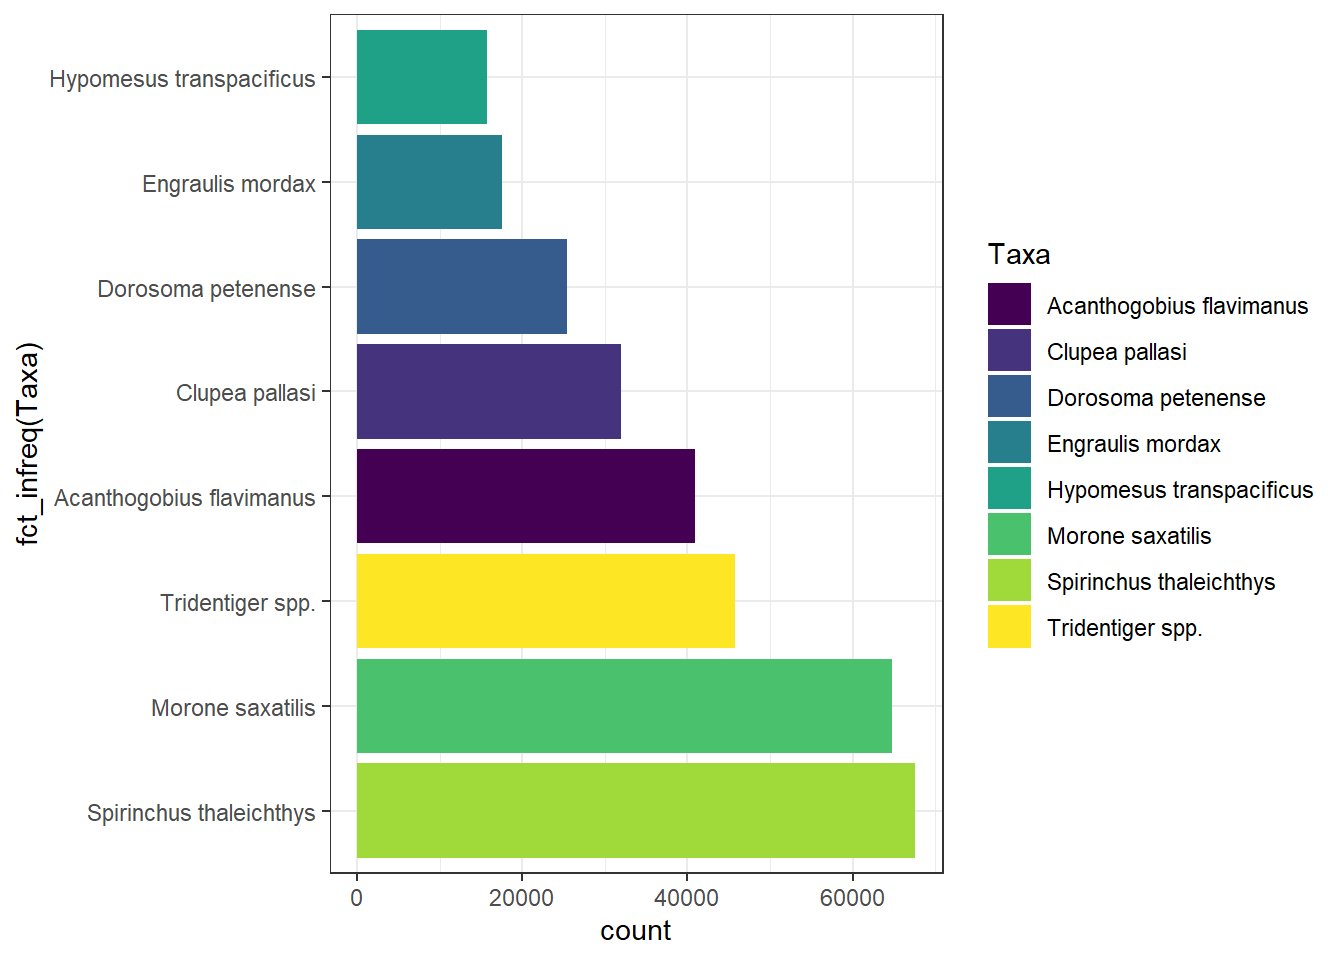 fct_infreq(Taxa)
Hypomesus transpacificus
Engraulis mordax
Dorosoma petenense
Clupea pallasi
Acanthogobius flavimanus
Tridentiger spp.
Morone saxatilis
Spirinchus thaleichthys
0 20000 40000 60000
count
Taxa
Acanthogobius flavimanus
Clupea pallasi
Dorosoma petenense
Engraulis mordax
Hypomesus transpacificus
Morone saxatilis
Spirinchus thaleichthys
Tridentiger spp.